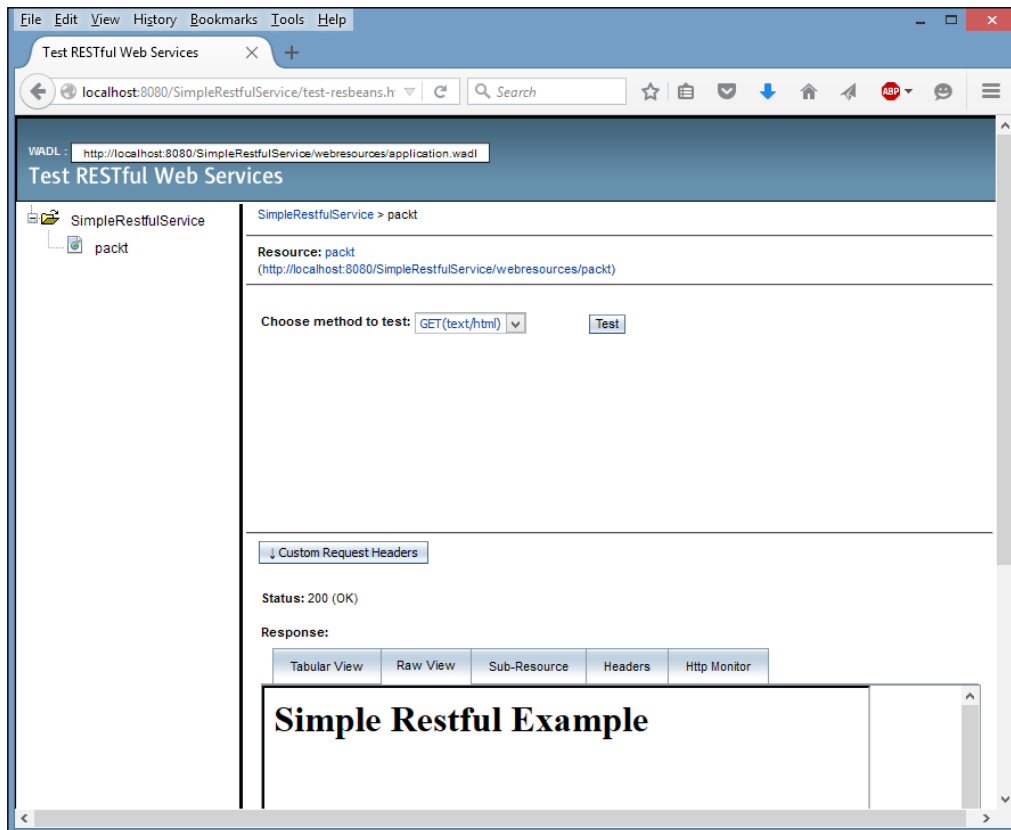 File Edit View History Bookmarks Tools Help
Test RESTful Web Services
localhost:8080/SimpleRestfulService/test-resbeans.h
Search
ABP
WADL : http://localhost:8080/SimpleRestfulService/webresources/application.wadl
Test RESTful Web Services
SimpleRestfulService
packt
SimpleRestfulService > packt
Resource: packt
(http://localhost:8080/SimpleRestfulService/webresources/packt)
Choose method to test: GET(text/html) Test
↓ Custom Request Headers
Status: 200 (OK)
Response:
Tabular View Raw View Sub-Resource Headers Http Monitor
Simple Restful Example